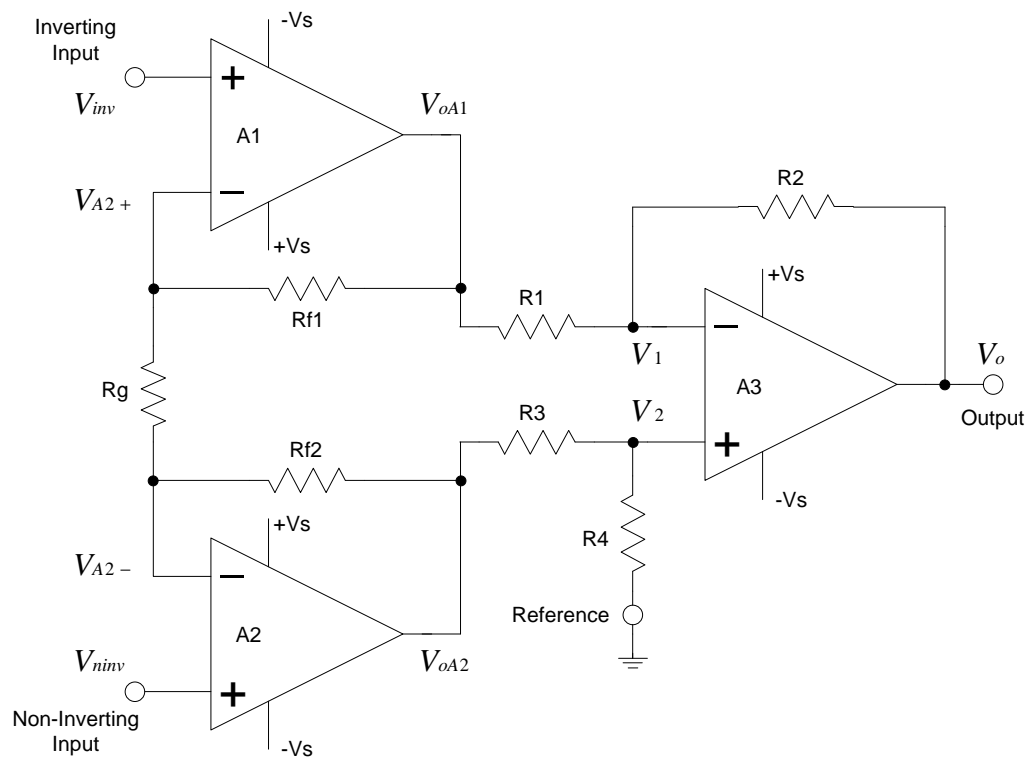 Inverting
Input
-Vs
V_inv
+
A1
V_oA1
V_A2 +
−
+Vs
Rf1
R1
R2
V_1
+Vs
−
A3
V_o
Output
Rg
Rf2
R3
V_2
+
-Vs
R4
+Vs
V_A2 −
−
Reference
A2
V_ninv
+
V_oA2
Non-Inverting
Input
-Vs